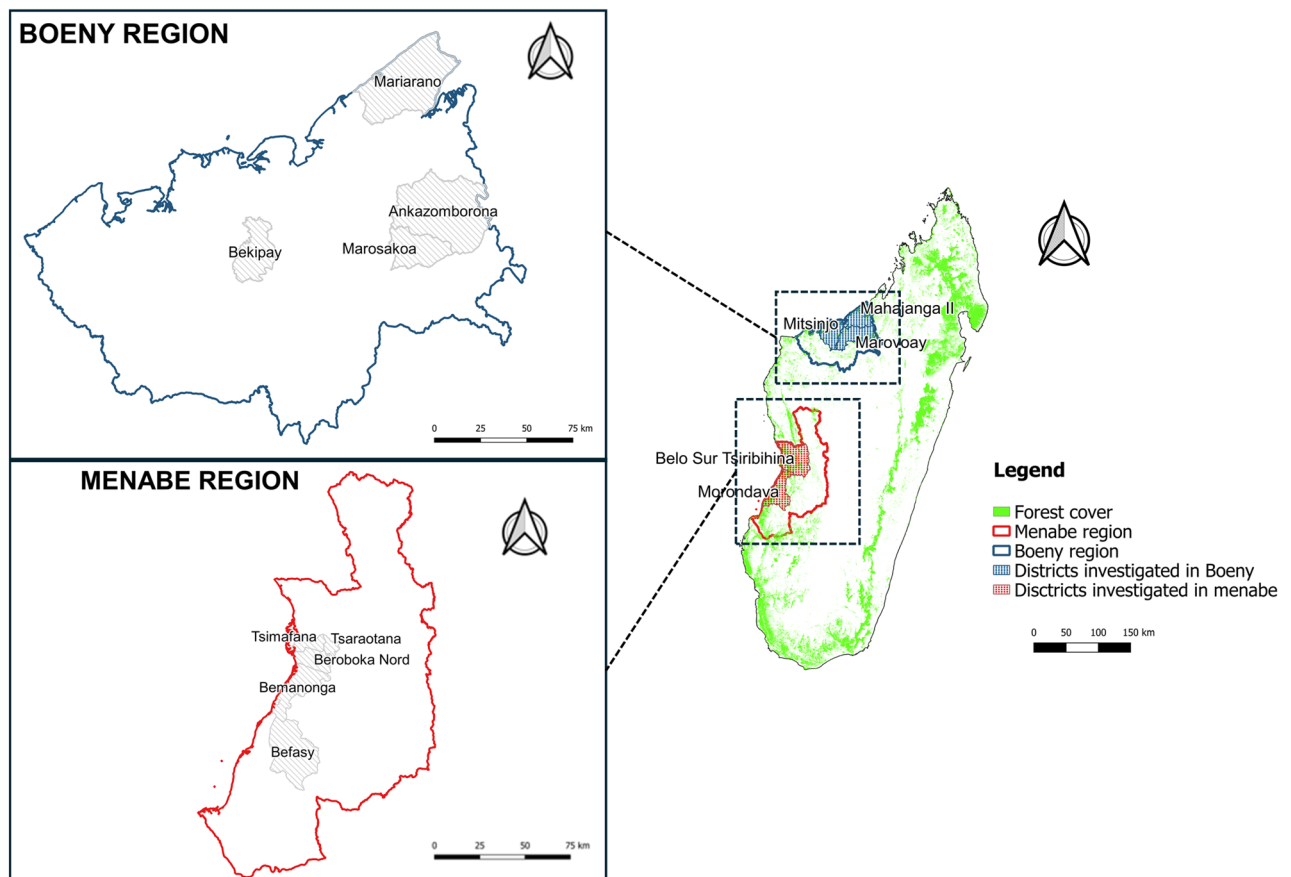 BOENY REGION
Mariarano
Ankazomborona
Marosakoa
Bekipay
0 25 50 75 km
MENABE REGION
Tsimafana
Tsaraotana
Beroboka Nord
Bemanonga
Befasy
0 25 50 75 km
Mahajanga II
Mitsinjo
Marovoay
Belo Sur Tsiribihina
Morondava
Legend
Forest cover
Menabe region
Boeny region
Districts investigated in Boeny
Disctricts investigated in menabe
0 50 100 150 km